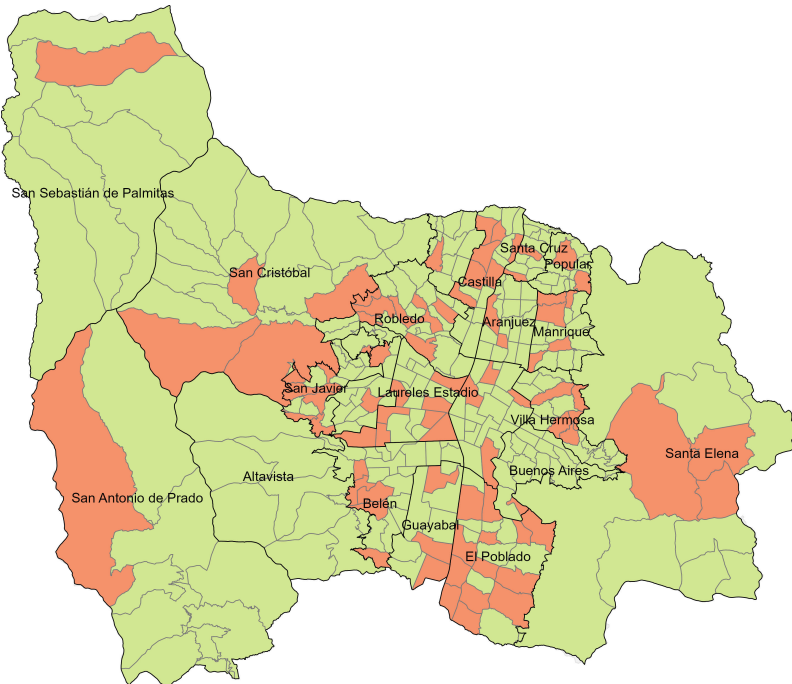 San Sebastián de Palmitas
San Cristóbal
Santa Cruz
Popular
Castilla
Robledo
Aranjuez
Manrique
San Javier
Laureles Estadio
Villa Hermosa
Santa Elena
Buenos Aires
Altavista
San Antonio de Prado
Belén
Guayabal
El Poblado